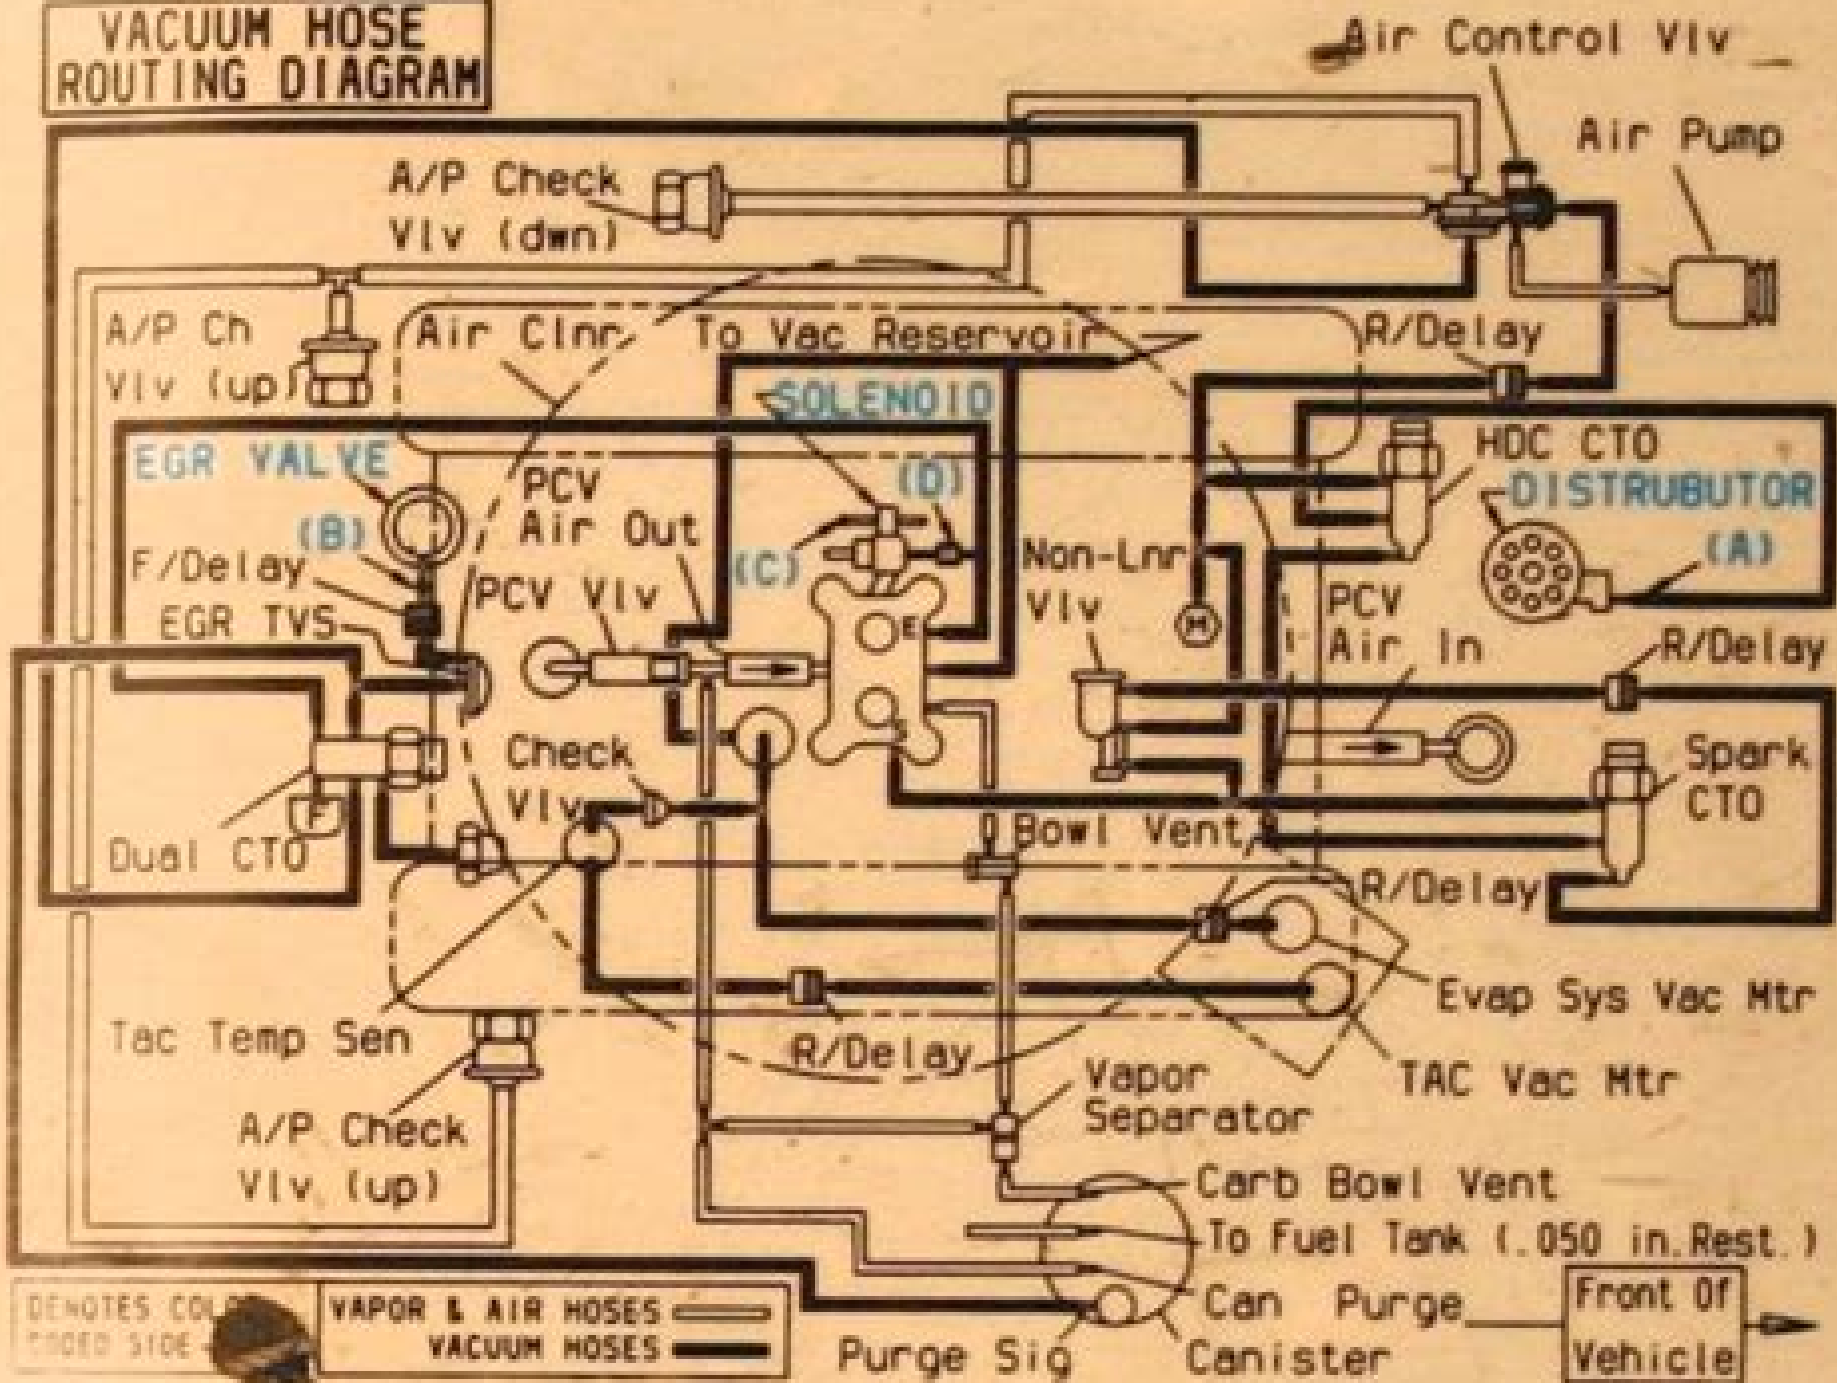 VACUUM HOSE
ROUTING DIAGRAM
Air Control Vlv
Air Pump
A/P Check
Vlv (dwn)
A/P Ch
Vlv (up)
Air Clnr
To Vac Reservoir
R/Delay
SOLENOID
EGR VALVE
HDC CTO
DISTRUBUTOR
(A)
(B)
(C)
(D)
PCV
Air Out
F/Delay
EGR TVS
PCV Vlv
E
Non-Lnr
Vlv
M
PCV
Air In
R/Delay
Check
Vlv
Spark
CTO
F
Dual CTO
Bowl Vent
R/Delay
Evap Sys Vac Mtr
Tac Temp Sen
R/Delay
TAC Vac Mtr
Vapor
Separator
A/P Check
Vlv (up)
Carb Bowl Vent
To Fuel Tank (.050 in.Rest.)
Can Purge
Front Of
Vehicle
DENOTES
CODED SIDE
VAPOR & AIR HOSES
VACUUM HOSES
Purge Sig
Canister